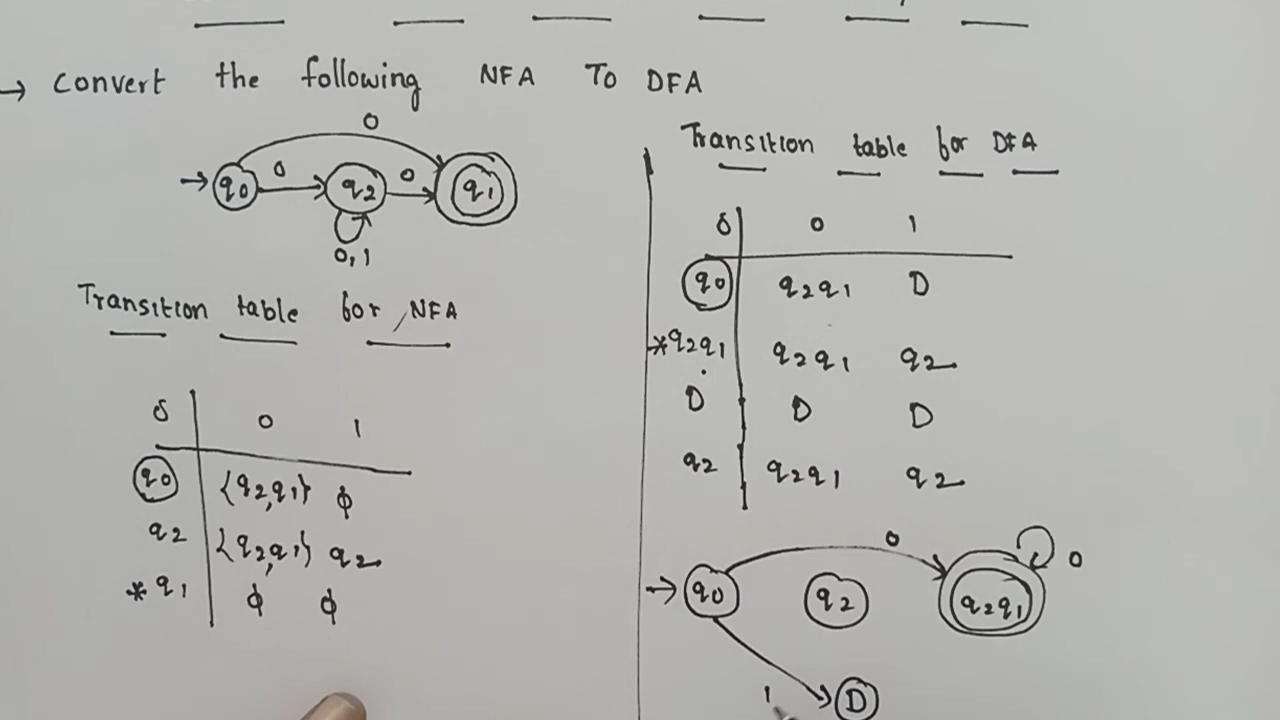 → Convert the following NFA To DFA
0
q0 0 q2 0 q1
0,1
Transition table for NFA
δ 0 1
q0 {q2,q1} ϕ
q2 {q2,q1} q2
*q1 ϕ ϕ
Transition table for DFA
δ 0 1
q0 q2q1 D
*q2q1 q2q1 q2
D D D
q2 q2q1 q2
0 0
q0 q2 q2q1
1 D